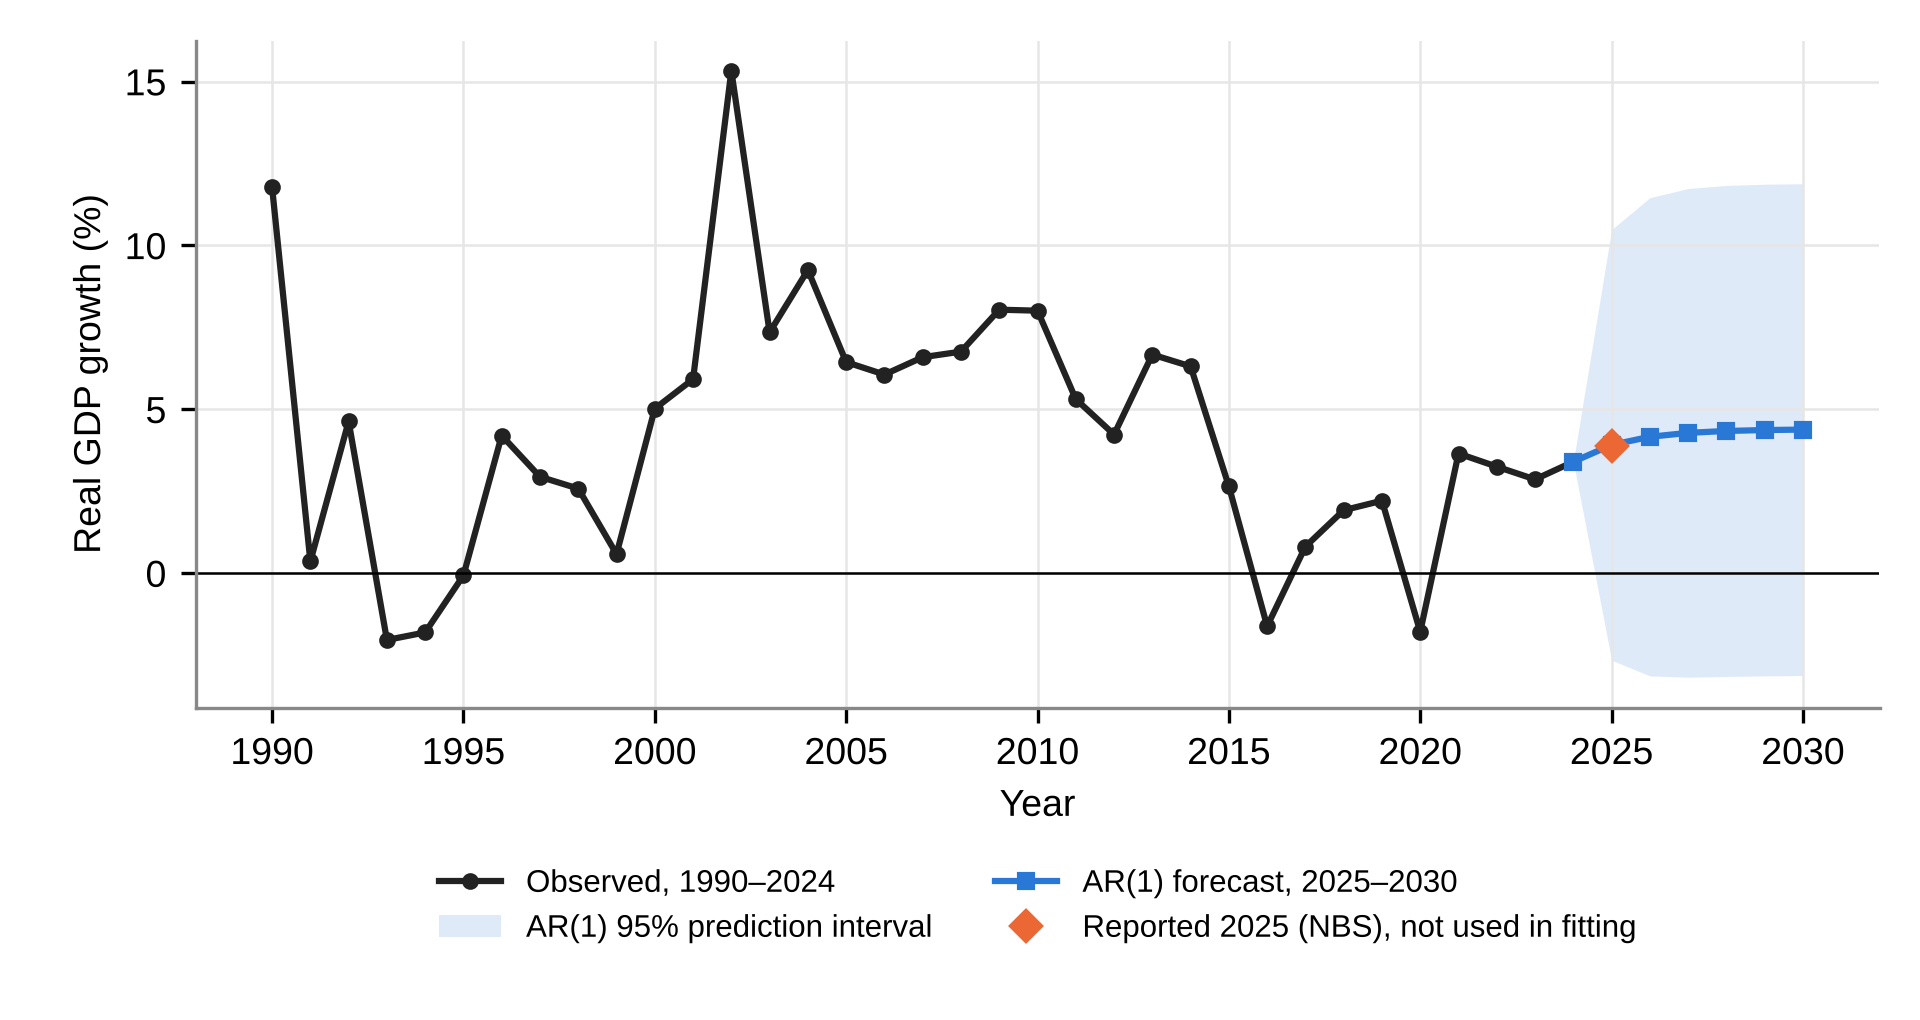 Real GDP growth (%)
15
10
5
0
1990 1995 2000 2005 2010 2015 2020 2025 2030
Year
Observed, 1990–2024
AR(1) 95% prediction interval
AR(1) forecast, 2025–2030
Reported 2025 (NBS), not used in fitting